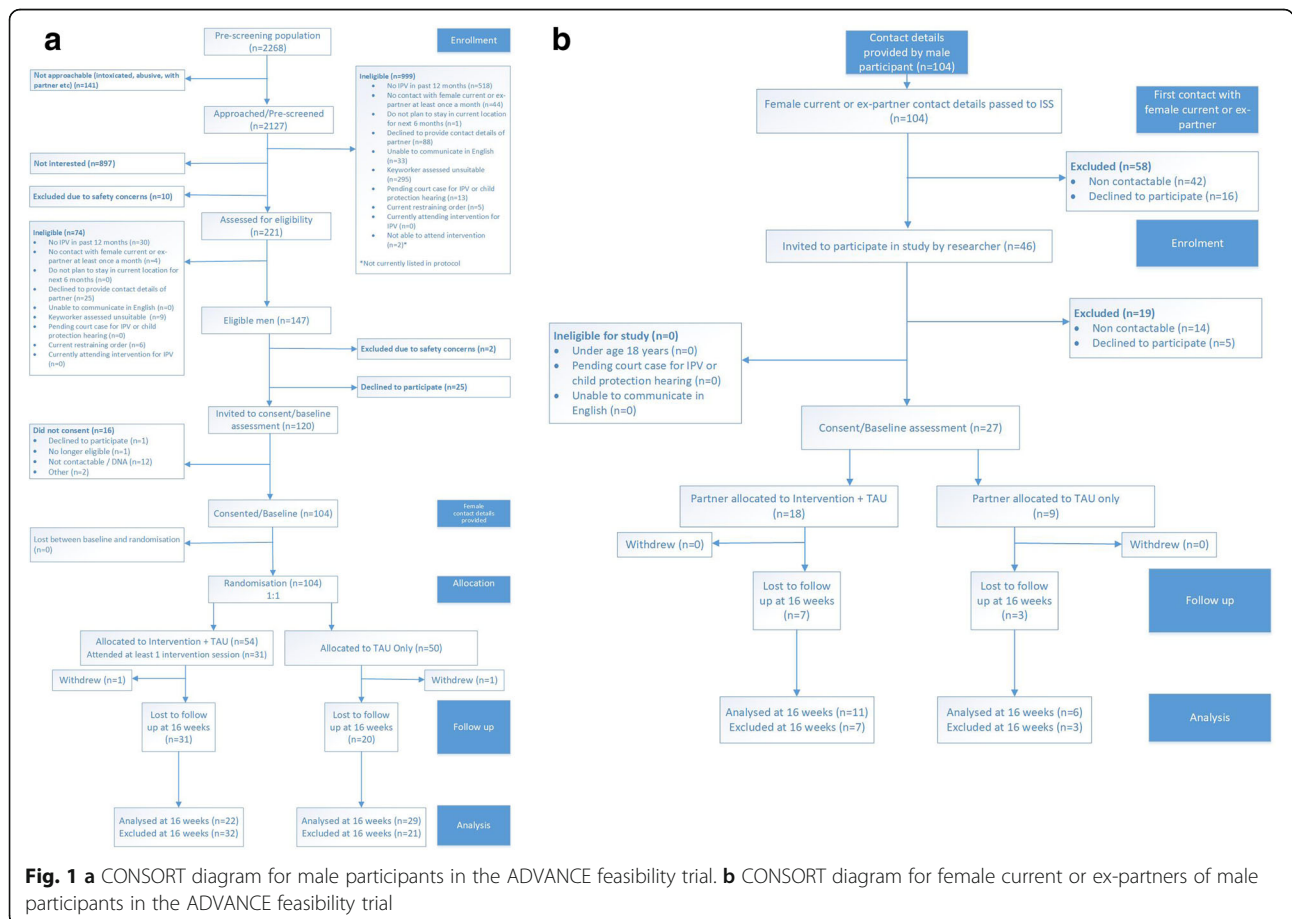 a
Pre-screening population
(n=2268)
Enrollment
Not approachable (intoxicated, abusive, with
partner etc) (n=141)
Approached/Pre-screened
(n=2127)
Ineligible (n=999)
• No IPV in past 12 months (n=518)
• No contact with female current or ex-
partner at least once a month (n=44)
• Do not plan to stay in current location
for next 6 months (n=1)
• Declined to provide contact details of
partner (n=88)
• Unable to communicate in English
(n=33)
• Keyworker assessed unsuitable
(n=295)
• Pending court case for IPV or child
protection hearing (n=13)
• Current restraining order (n=5)
• Currently attending intervention for
IPV (n=0)
• Not able to attend intervention
(n=2)*
*Not currently listed in protocol
Not interested (n=897)
Excluded due to safety concerns (n=10)
Assessed for eligibility
(n=221)
Ineligible (n=74)
• No IPV in past 12 months (n=30)
• No contact with female current or ex-
partner at least once a month (n=4)
• Do not plan to stay in current location for
next 6 months (n=0)
• Declined to provide contact details of
partner (n=25)
• Unable to communicate in English (n=0)
• Keyworker assessed unsuitable (n=9)
• Pending court case for IPV or child
protection hearing (n=0)
• Current restraining order (n=6)
• Currently attending intervention for IPV
(n=0)
Eligible men (n=147)
Excluded due to safety concerns (n=2)
Declined to participate (n=25)
Invited to consent/baseline
assessment (n=120)
Did not consent (n=16)
• Declined to participate (n=1)
• No longer eligible (n=1)
• Not contactable / DNA (n=12)
• Other (n=2)
Consented/Baseline (n=104)
Female
contact details
provided
Lost between baseline and randomisation
(n=0)
Randomisation (n=104)
1:1
Allocation
Allocated to Intervention + TAU (n=54)
Attended at least 1 intervention session (n=31)
Allocated to TAU Only (n=50)
Withdrew (n=1)
Withdrew (n=1)
Lost to follow
up at 16 weeks
(n=31)
Lost to follow
up at 16 weeks
(n=20)
Follow up
Analysed at 16 weeks (n=22)
Excluded at 16 weeks (n=32)
Analysed at 16 weeks (n=29)
Excluded at 16 weeks (n=21)
Analysis
b
Contact details
provided by male
participant (n=104)
Female current or ex-partner contact details passed to ISS
(n=104)
First contact with
female current or ex-
partner
Excluded (n=58)
• Non contactable (n=42)
• Declined to participate (n=16)
Invited to participate in study by researcher (n=46)
Enrolment
Excluded (n=19)
• Non contactable (n=14)
• Declined to participate (n=5)
Ineligible for study (n=0)
• Under age 18 years (n=0)
• Pending court case for IPV or
child protection hearing (n=0)
• Unable to communicate in
English (n=0)
Consent/Baseline assessment (n=27)
Partner allocated to Intervention + TAU
(n=18)
Partner allocated to TAU only
(n=9)
Withdrew (n=0)
Withdrew (n=0)
Lost to follow
up at 16 weeks
(n=7)
Lost to follow
up at 16 weeks
(n=3)
Follow up
Analysed at 16 weeks (n=11)
Excluded at 16 weeks (n=7)
Analysed at 16 weeks (n=6)
Excluded at 16 weeks (n=3)
Analysis
Fig. 1 a CONSORT diagram for male participants in the ADVANCE feasibility trial. b CONSORT diagram for female current or ex-partners of male
participants in the ADVANCE feasibility trial